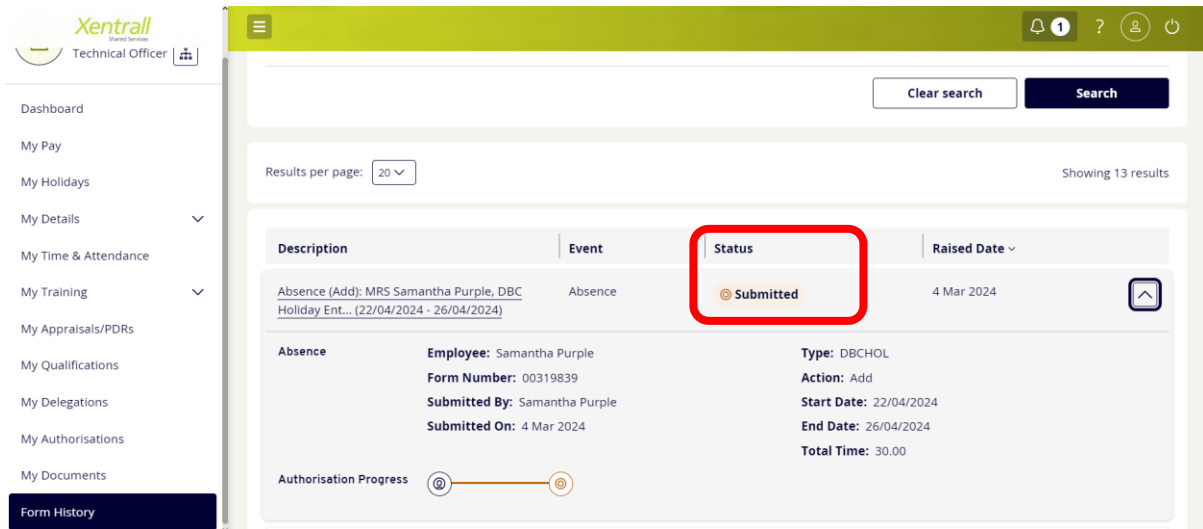 Xentrall
Shared Services
Technical Officer
Dashboard
My Pay
My Holidays
My Details
My Time & Attendance
My Training
My Appraisals/PDRs
My Qualifications
My Delegations
My Authorisations
My Documents
Form History
1 ?
Clear search Search
Results per page: 20 Showing 13 results
Description Event Status Raised Date
Absence (Add): MRS Samantha Purple, DBC Absence Submitted 4 Mar 2024
Holiday Ent... (22/04/2024 - 26/04/2024)
Absence Employee: Samantha Purple Type: DBCHOL
Form Number: 00319839 Action: Add
Submitted By: Samantha Purple Start Date: 22/04/2024
Submitted On: 4 Mar 2024 End Date: 26/04/2024
Total Time: 30.00
Authorisation Progress